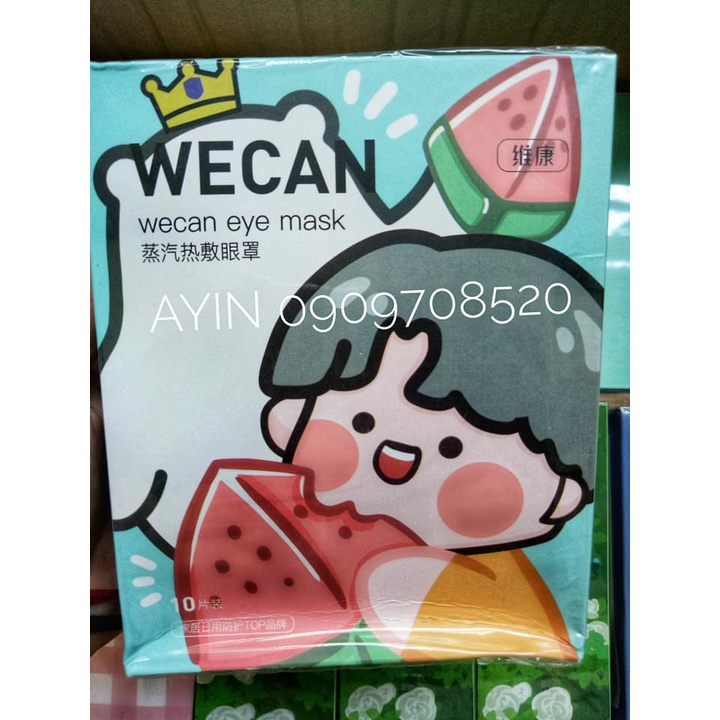 WECAN
维康
wecan eye mask
蒸汽热敷眼罩
AYIN 0909708520
10片装
家居日用防护TOP品牌